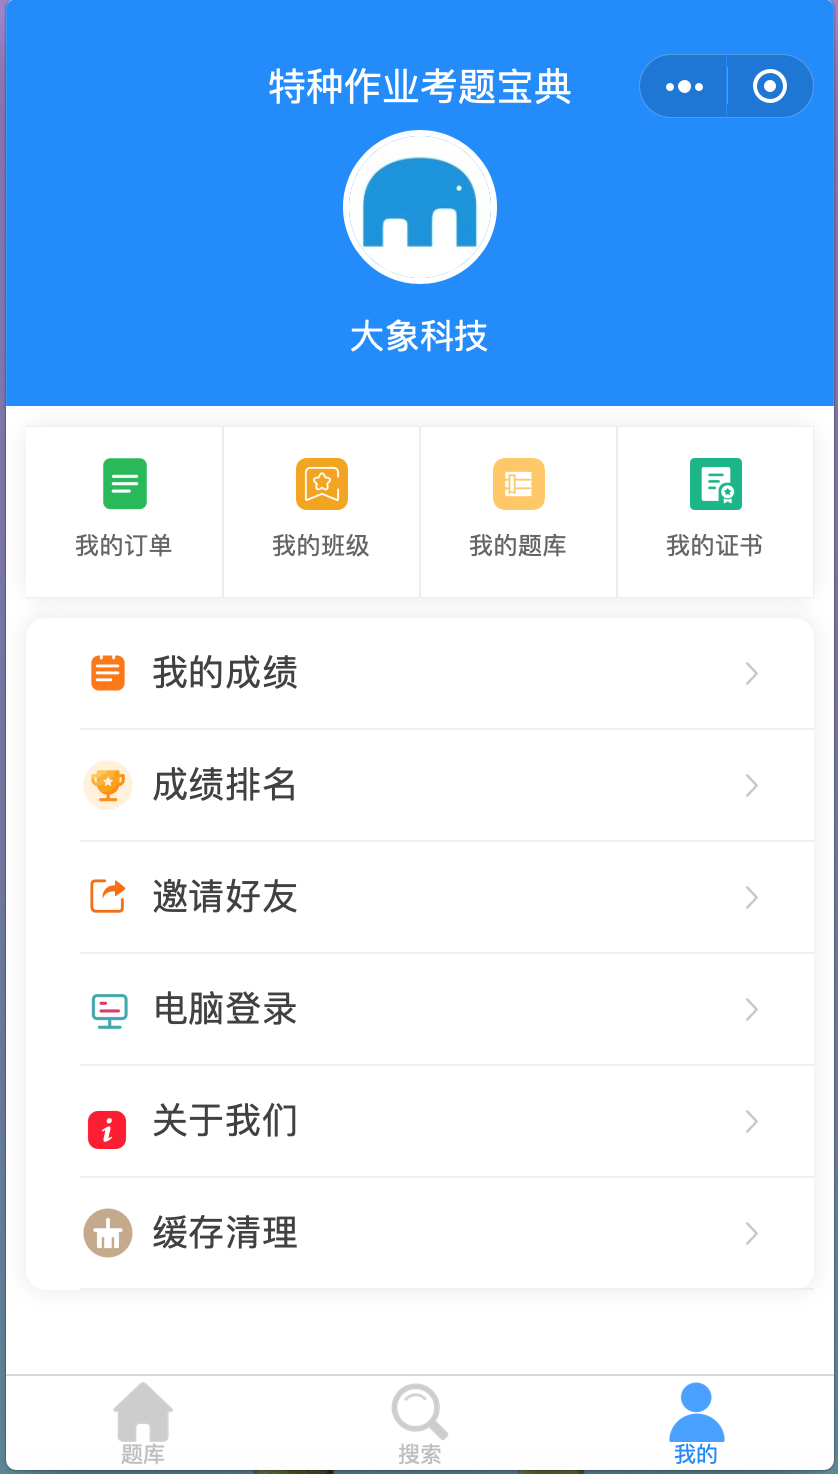 特种作业考题宝典
大象科技
我的订单
我的班级
我的题库
我的证书
我的成绩
成绩排名
邀请好友
电脑登录
关于我们
缓存清理
题库
搜索
我的